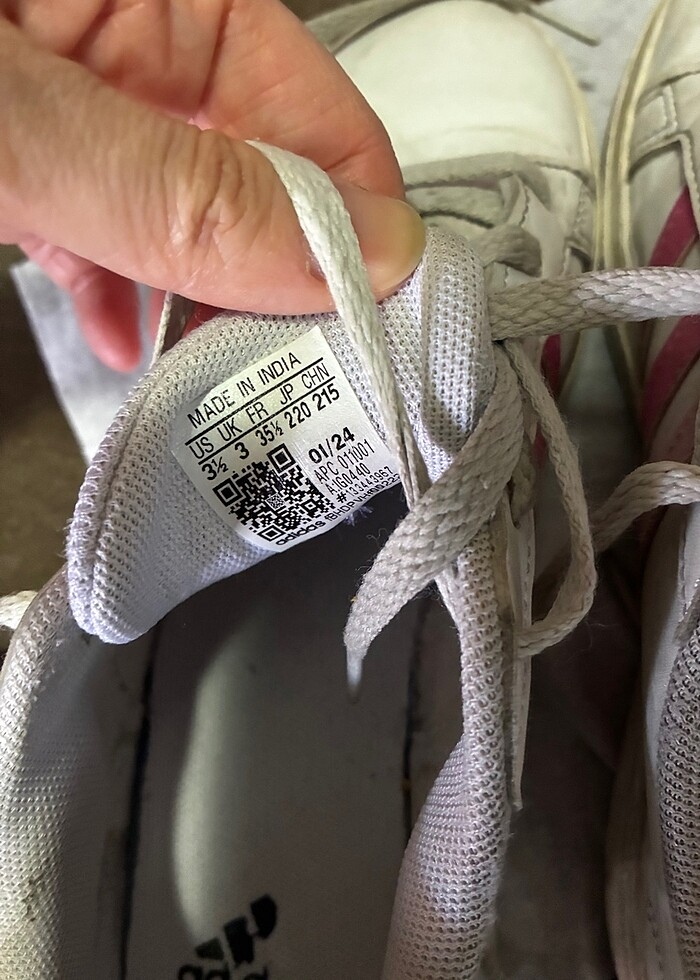 MADE IN INDIA
US UK FR JP CHN
3½ 3 35½ 220 215
01/24
APC 011001
adidas